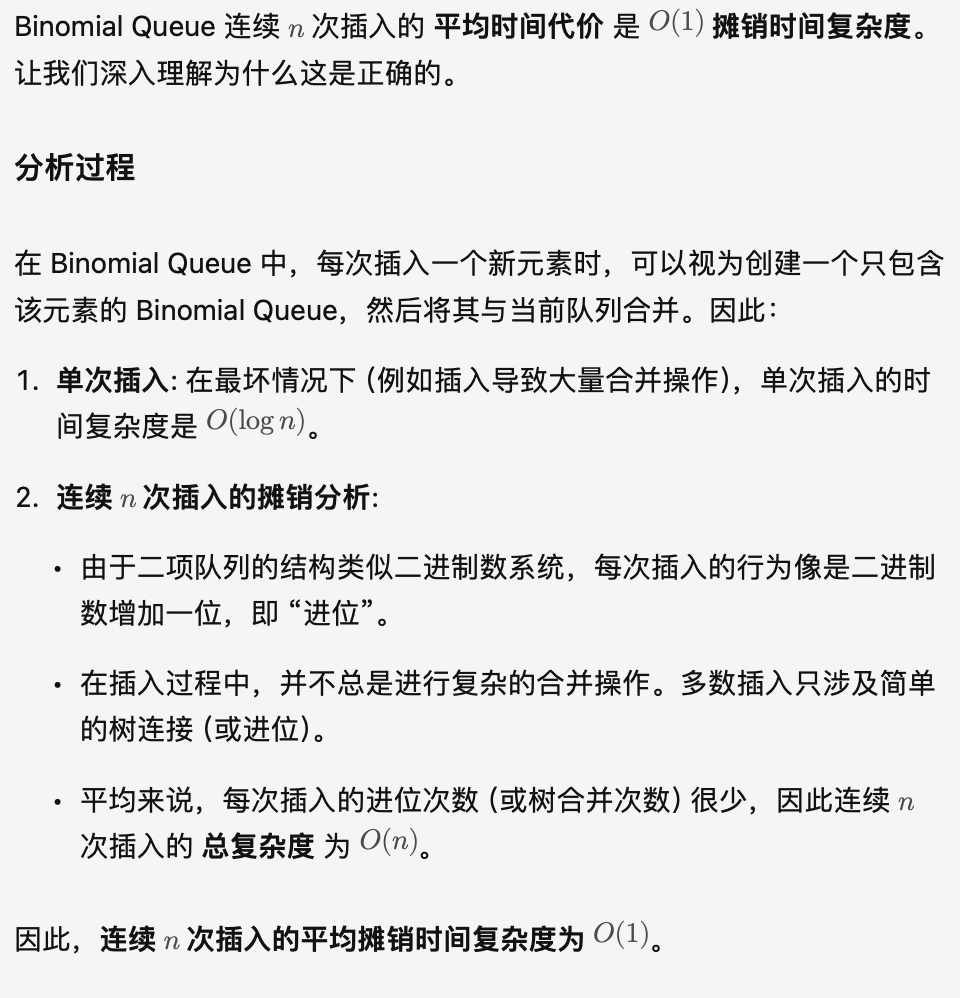 Binomial Queue 连续 n 次插入的 平均时间代价 是 O(1) 摊销时间复杂度。
让我们深入理解为什么这是正确的。
分析过程
在 Binomial Queue 中，每次插入一个新元素时，可以视为创建一个只包含
该元素的 Binomial Queue，然后将其与当前队列合并。因此：
1. 单次插入: 在最坏情况下 (例如插入导致大量合并操作)，单次插入的时
间复杂度是 O(log n)。
2. 连续 n 次插入的摊销分析:
• 由于二项队列的结构类似二进制数系统，每次插入的行为像是二进制
数增加一位，即 “进位”。
• 在插入过程中，并不总是进行复杂的合并操作。多数插入只涉及简单
的树连接 (或进位)。
• 平均来说，每次插入的进位次数 (或树合并次数) 很少，因此连续 n
次插入的 总复杂度 为 O(n)。
因此，连续 n 次插入的平均摊销时间复杂度为 O(1)。